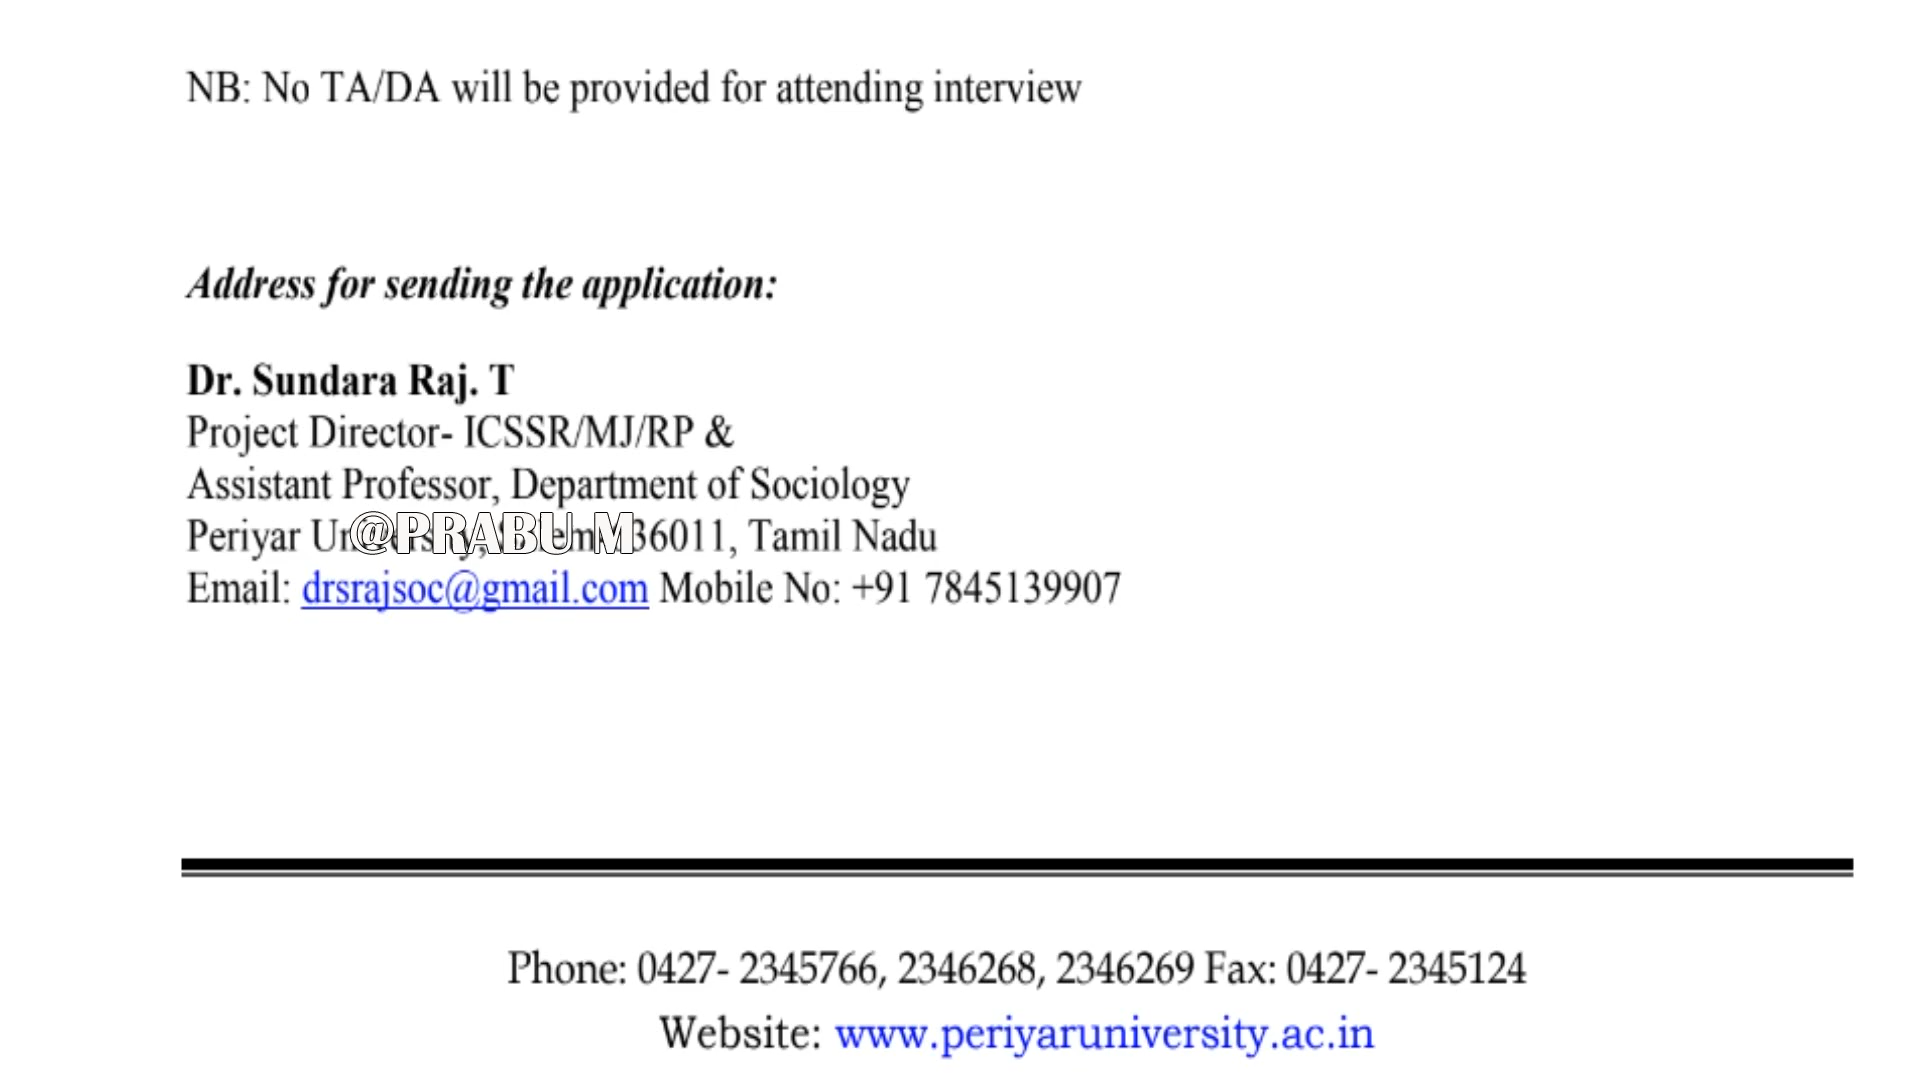 NB: No TA/DA will be provided for attending interview
Address for sending the application:
Dr. Sundara Raj. T
Project Director- ICSSR/MJ/RP &
Assistant Professor, Department of Sociology
Periyar 36011, Tamil Nadu
@PRABU M
Email: drsrajsoc@gmail.com Mobile No: +91 7845139907
Phone: 0427- 2345766, 2346268, 2346269 Fax: 0427- 2345124
Website: www.periyaruniversity.ac.in